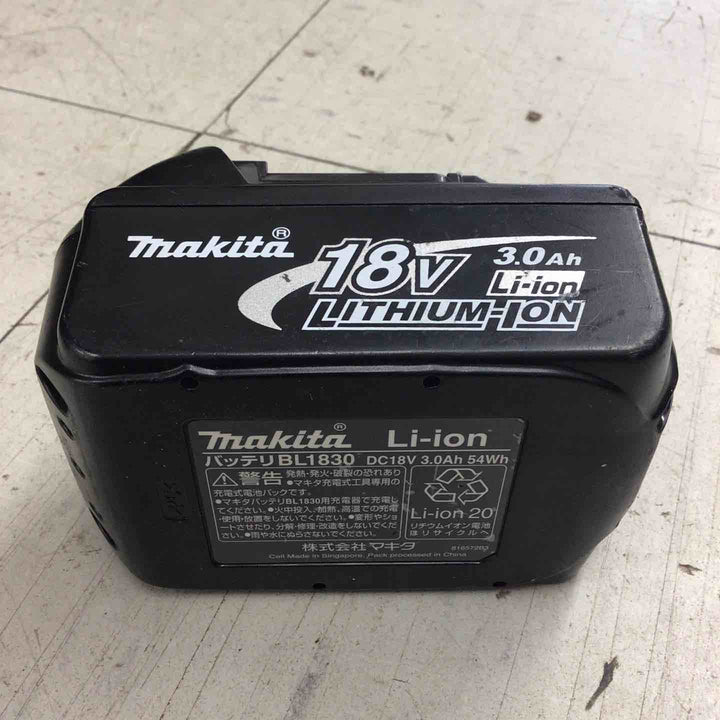 makita® 18V 3.0Ah
Li-ion
LITHIUM-ION
makita® Li-ion
バッテリBL1830 DC18V 3.0Ah 54Wh
警告 発熱・発火・破裂の恐れあり
●マキタ充電式工具専用の
充電式電池パックです。
●マキタバッテリBL1830用充電器で充電し
てください。●火中投入、加熱、高温での充電
・使用・放置をしないでください。●変形やショ
ートさせたり、分解・修理・改造をしないでくだ
さい。●雨や水にぬらさないでください。
Li-ion 20
リチウムイオン電池
はリサイクルへ
株式会社マキタ
Cell Made in Singapore, Pack processed in China